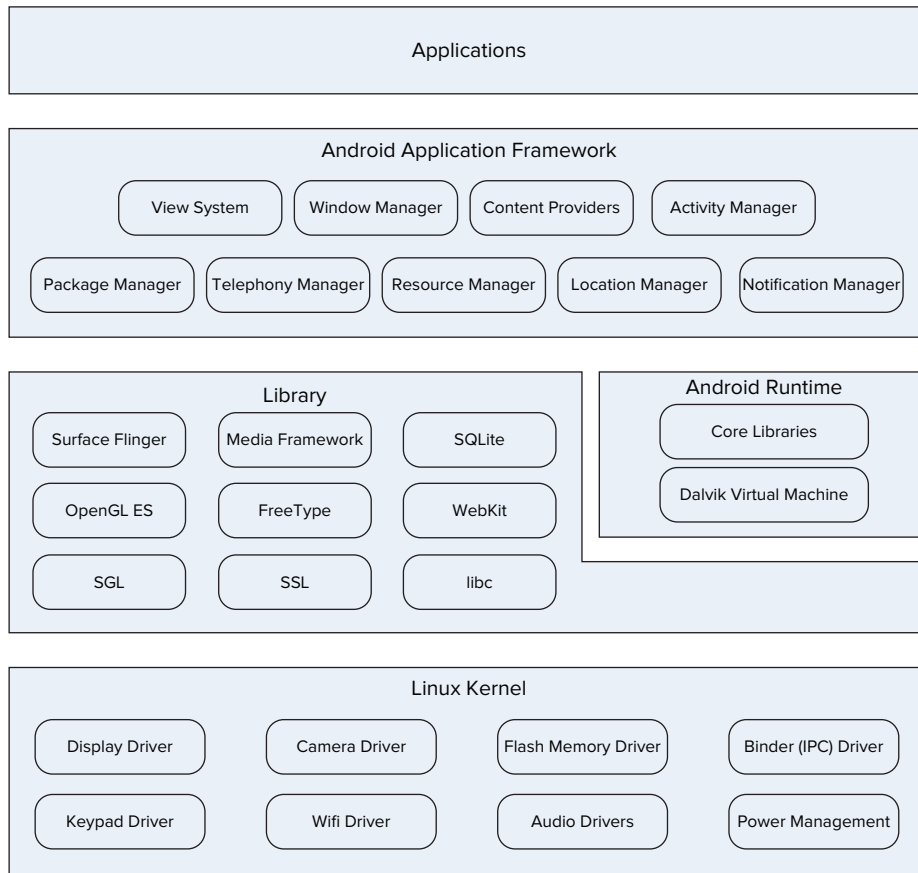 Applications
Android Application Framework
View System
Window Manager
Content Providers
Activity Manager
Package Manager
Telephony Manager
Resource Manager
Location Manager
Notification Manager
Library
Surface Flinger
Media Framework
SQLite
OpenGL ES
FreeType
WebKit
SGL
SSL
libc
Android Runtime
Core Libraries
Dalvik Virtual Machine
Linux Kernel
Display Driver
Camera Driver
Flash Memory Driver
Binder (IPC) Driver
Keypad Driver
Wifi Driver
Audio Drivers
Power Management